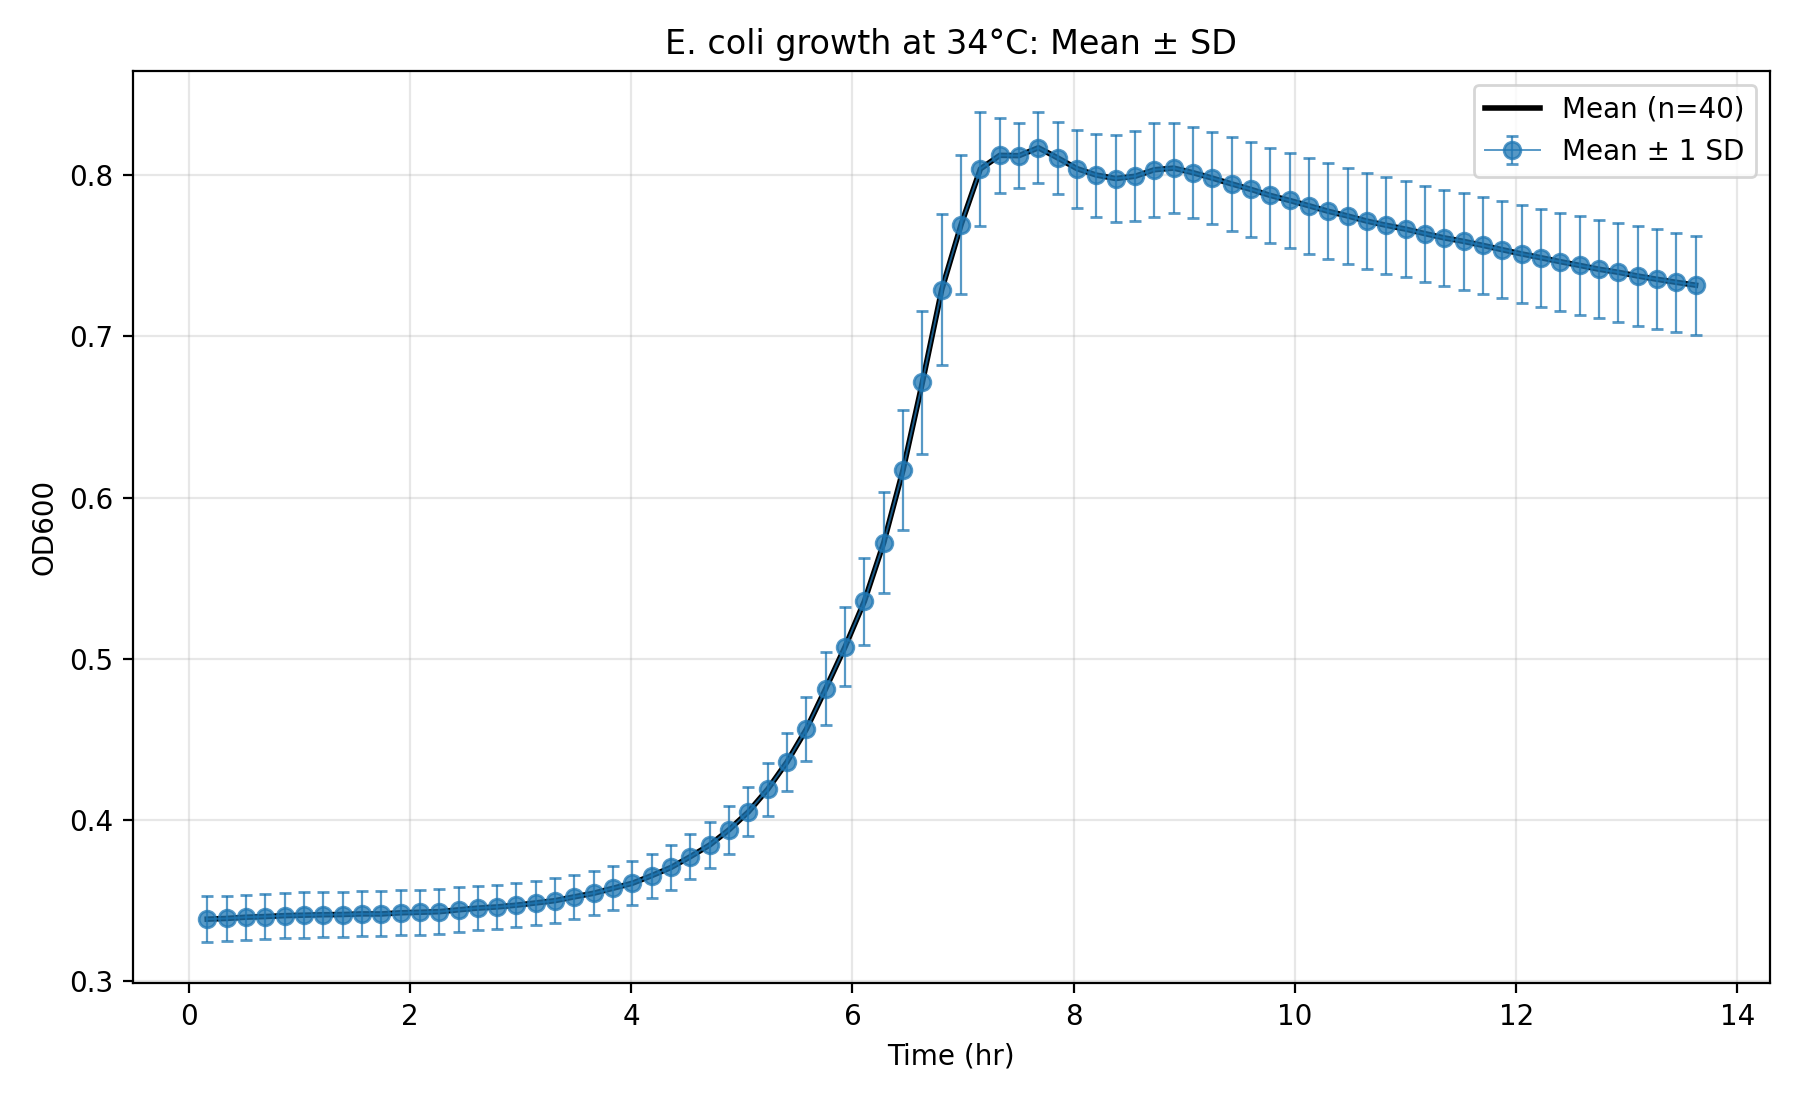 E. coli growth at 34°C: Mean ± SD
Mean (n=40)
Mean ± 1 SD
OD600
0.8
0.7
0.6
0.5
0.4
0.3
0 2 4 6 8 10 12 14
Time (hr)